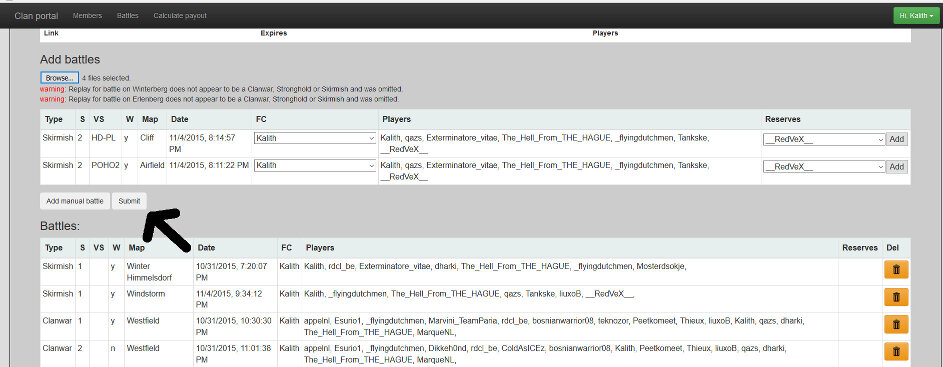 Clan portal Members Battles Calculate payout Hi, Kalith
Link Expires Players
Add battles
Browse... 4 files selected.
warning: Replay for battle on Winterberg does not appear to be a Clanwar, Stronghold or Skirmish and was omitted.
warning: Replay for battle on Erlenberg does not appear to be a Clanwar, Stronghold or Skirmish and was omitted.
Type S VS W Map Date FC Players Reserves
Skirmish 2 HD-PL y Cliff 11/4/2015, 8:14:57 Kalith Kalith, qazs, Exterminatore_vitae, The_Hell_From_THE_HAGUE, _flyingdutchmen, Tankske, __RedVeX__ Add
PM __RedVeX__
Skirmish 2 POHO2 y Airfield 11/4/2015, 8:11:22 PM Kalith Kalith, qazs, Exterminatore_vitae, The_Hell_From_THE_HAGUE, _flyingdutchmen, Tankske, __RedVeX__ Add
__RedVeX__
Add manual battle Submit
Battles:
Type S VS W Map Date FC Players Reserves Del
Skirmish 1 y Winter 10/31/2015, 7:20:07 Kalith Kalith, rdcl_be, Exterminatore_vitae, dharki, The_Hell_From_THE_HAGUE, _flyingdutchmen, Mosterdsokje,
Himmelsdorf PM
Skirmish 1 y Windstorm 11/4/2015, 9:34:12 Kalith Kalith, _flyingdutchmen, The_Hell_From_THE_HAGUE, qazs, Tankske, liuxoB, __RedVeX__,
PM
Clanwar 1 y Westfield 10/31/2015, 10:30:30 Kalith appelnl, Esurio1, _flyingdutchmen, Marvini_TeamParia, rdcl_be, bosnianwarrior08, teknozor, Peetkomeet, Thieux, liuxoB, Kalith, qazs, dharki,
PM The_Hell_From_THE_HAGUE, MarqueNL,
Clanwar 2 n Westfield 10/31/2015, 11:01:38 Kalith appelnl, Esurio1, _flyingdutchmen, Dikkeh0nd, rdcl_be, ColdAsICEz, bosnianwarrior08, Kalith, Peetkomeet, Thieux, liuxoB, qazs, dharki,
PM The_Hell_From_THE_HAGUE, MarqueNL,